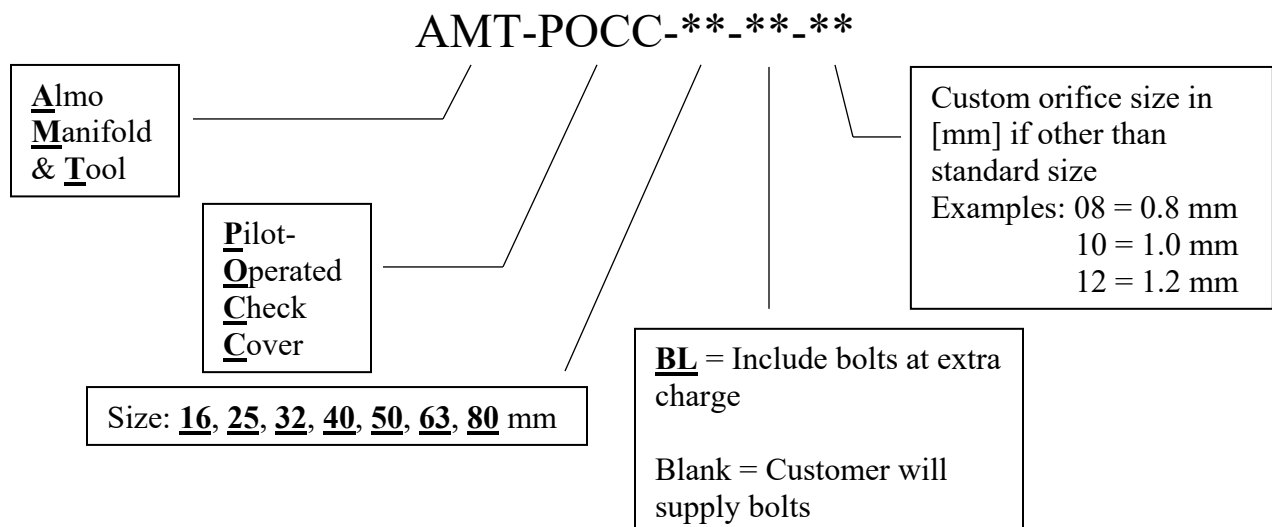 AMT-POCC-**-**-**
Almo
Manifold
& Tool
Pilot-
Operated
Check
Cover
Size: 16, 25, 32, 40, 50, 63, 80 mm
BL = Include bolts at extra
charge
Blank = Customer will
supply bolts
Custom orifice size in
[mm] if other than
standard size
Examples: 08 = 0.8 mm
10 = 1.0 mm
12 = 1.2 mm